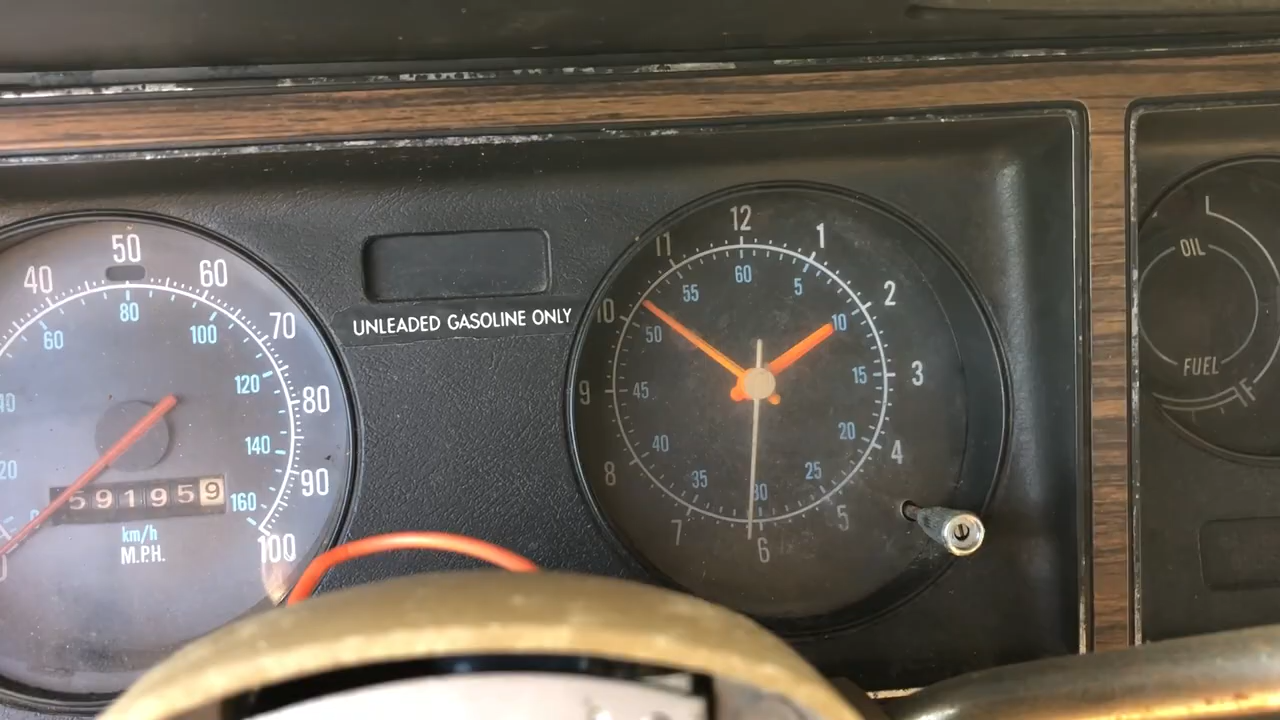 40 50 60 70 80 90 100
20 60 80 100 120 140 160
59195 9
km/h
M.P.H.
UNLEADED GASOLINE ONLY
12 1 2 3 4 5 6 7 8 9 10 11
60 5 10 15 20 25 30 35 40 45 50 55
L
OIL
FUEL
F